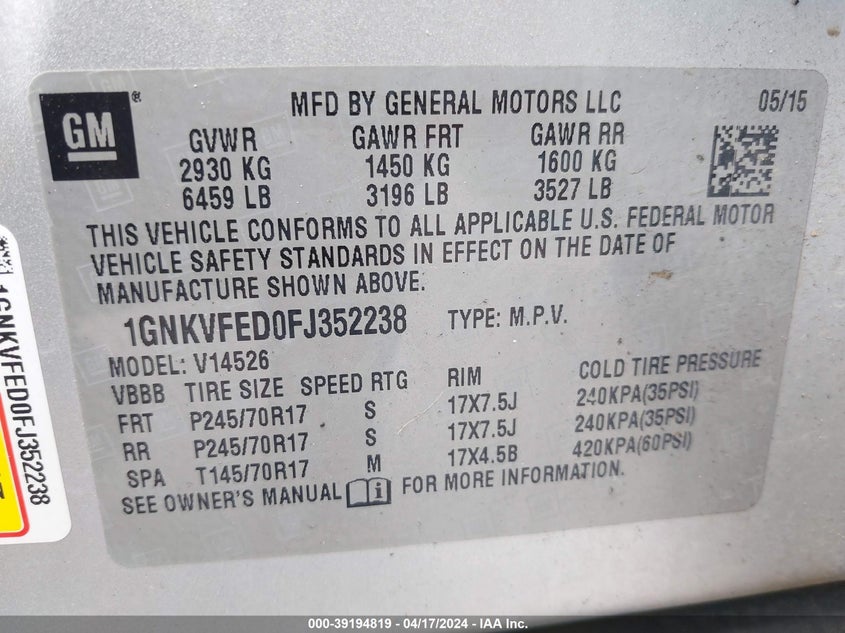 GM ®
MFD BY GENERAL MOTORS LLC 05/15
GVWR GAWR FRT GAWR RR
2930 KG 1450 KG 1600 KG
6459 LB 3196 LB 3527 LB
THIS VEHICLE CONFORMS TO ALL APPLICABLE U.S. FEDERAL MOTOR
VEHICLE SAFETY STANDARDS IN EFFECT ON THE DATE OF
MANUFACTURE SHOWN ABOVE.
1GNKVFED0FJ352238 TYPE: M.P.V.
MODEL: V14526
VBBB TIRE SIZE SPEED RTG RIM COLD TIRE PRESSURE
FRT P245/70R17 S 17X7.5J 240KPA(35PSI)
RR P245/70R17 S 17X7.5J 240KPA(35PSI)
SPA T145/70R17 M 17X4.5B 420KPA(60PSI)
SEE OWNER'S MANUAL FOR MORE INFORMATION.
1GNKVFED0FJ352238
000-39194819 - 04/17/2024 - IAA Inc.